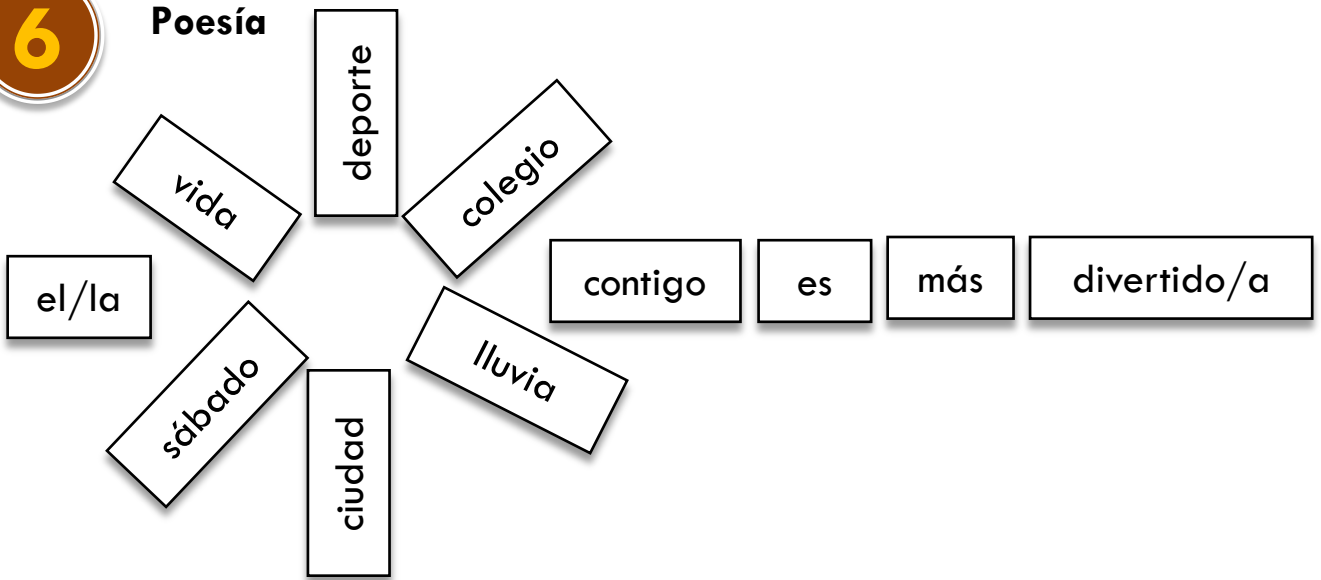 6
Poesía
deporte
colegio
vida
el/la
contigo es más divertido/a
lluvia
sábado
ciudad